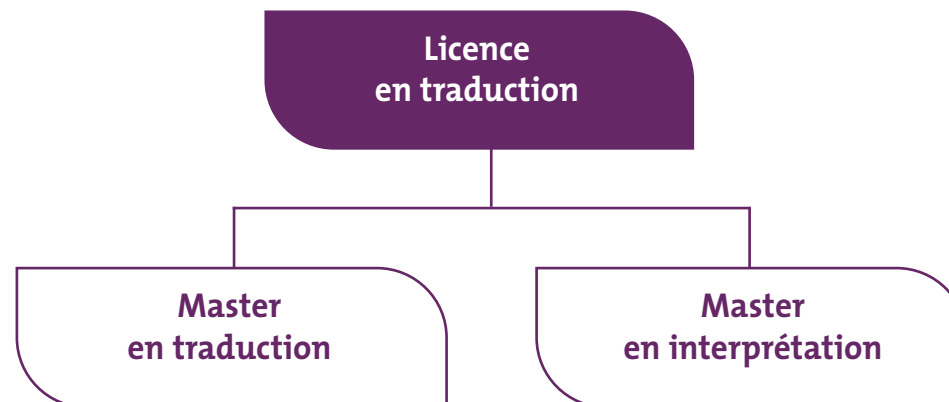 Licence
en traduction
Master
en traduction
Master
en interprétation